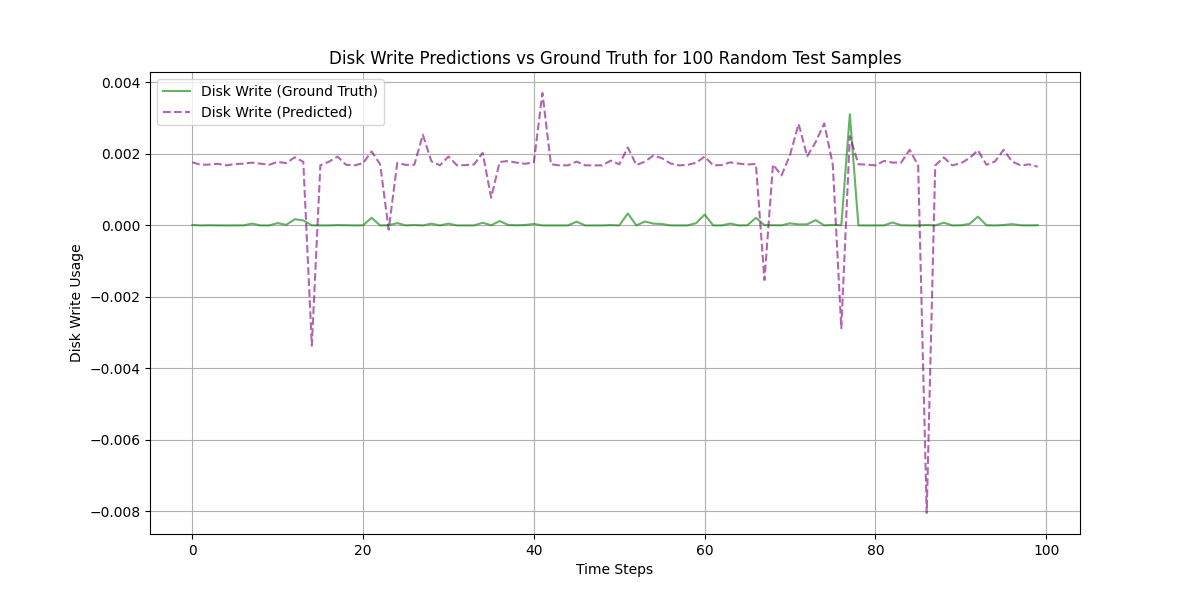 Disk Write Predictions vs Ground Truth for 100 Random Test Samples
Disk Write (Ground Truth)
Disk Write (Predicted)
Disk Write Usage
0.004
0.002
0.000
−0.002
−0.004
−0.006
−0.008
0 20 40 60 80 100
Time Steps